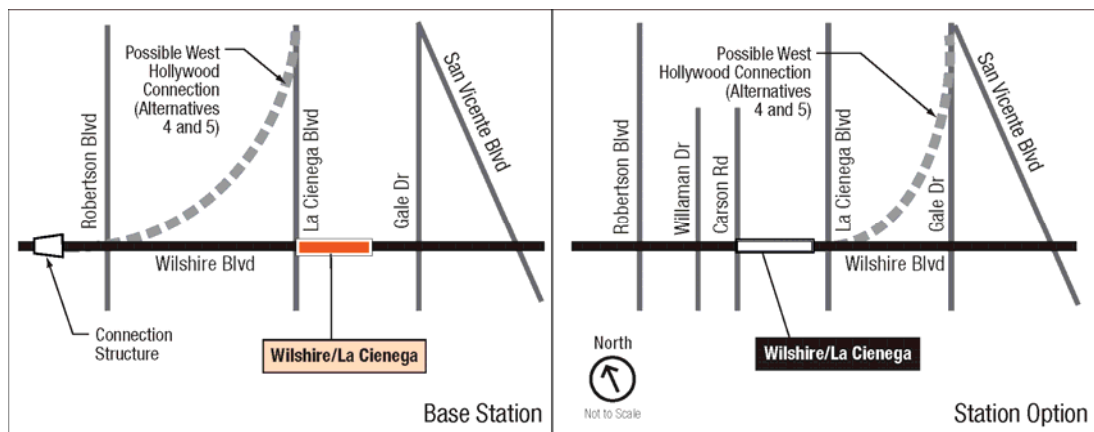 Possible West
Hollywood
Connection
(Alternatives
4 and 5)
Robertson Blvd
La Cienega Blvd
Gale Dr
San Vicente Blvd
Wilshire Blvd
Connection
Structure
Wilshire/La Cienega
Base Station
Possible West
Hollywood Connection
(Alternatives
4 and 5)
Robertson Blvd
Willaman Dr
Carson Rd
La Cienega Blvd
Gale Dr
San Vicente Blvd
Wilshire Blvd
Wilshire/La Cienega
North
Not to Scale
Station Option